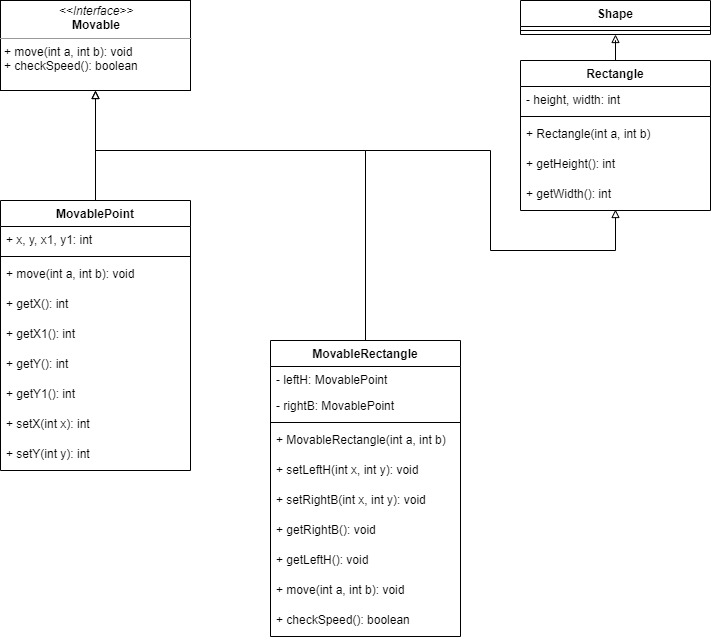 <<Interface>>
Movable
+ move(int a, int b): void
+ checkSpeed(): boolean
Shape
Rectangle
- height, width: int
+ Rectangle(int a, int b)
+ getHeight(): int
+ getWidth(): int
MovablePoint
+ x, y, x1, y1: int
+ move(int a, int b): void
+ getX(): int
+ getX1(): int
+ getY(): int
+ getY1(): int
+ setX(int x): int
+ setY(int y): int
MovableRectangle
- leftH: MovablePoint
- rightB: MovablePoint
+ MovableRectangle(int a, int b)
+ setLeftH(int x, int y): void
+ setRightB(int x, int y): void
+ getRightB(): void
+ getLeftH(): void
+ move(int a, int b): void
+ checkSpeed(): boolean